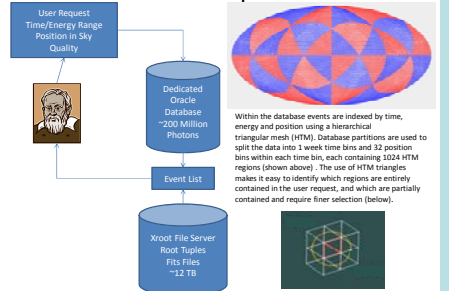 User Request
Time/Energy Range
Position in Sky
Quality
Dedicated
Oracle
Database
~200 Million
Photons
Event List
Xroot File Server
Root Tuples
Fits Files
~12 TB
Within the database events are indexed by time,
energy and position using a hierarchical
triangular mesh (HTM). Database partitions are used to
split the data into 1 week time bins and 32 position
bins within each time bin, each containing 1024 HTM
regions (shown above) . The use of HTM triangles
makes it easy to identify which regions are entirely
contained in the user request, and which are partially
contained and require finer selection (below).